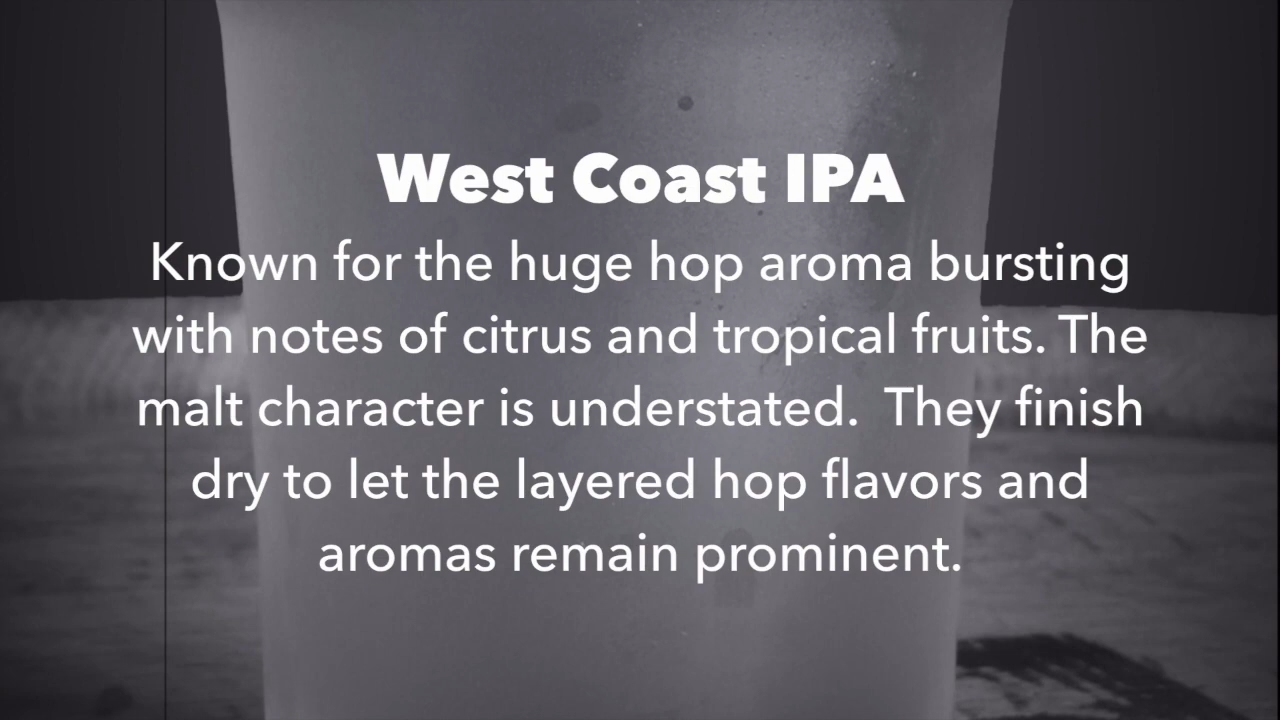 West Coast IPA
Known for the huge hop aroma bursting
with notes of citrus and tropical fruits. The
malt character is understated.  They finish
dry to let the layered hop flavors and
aromas remain prominent.